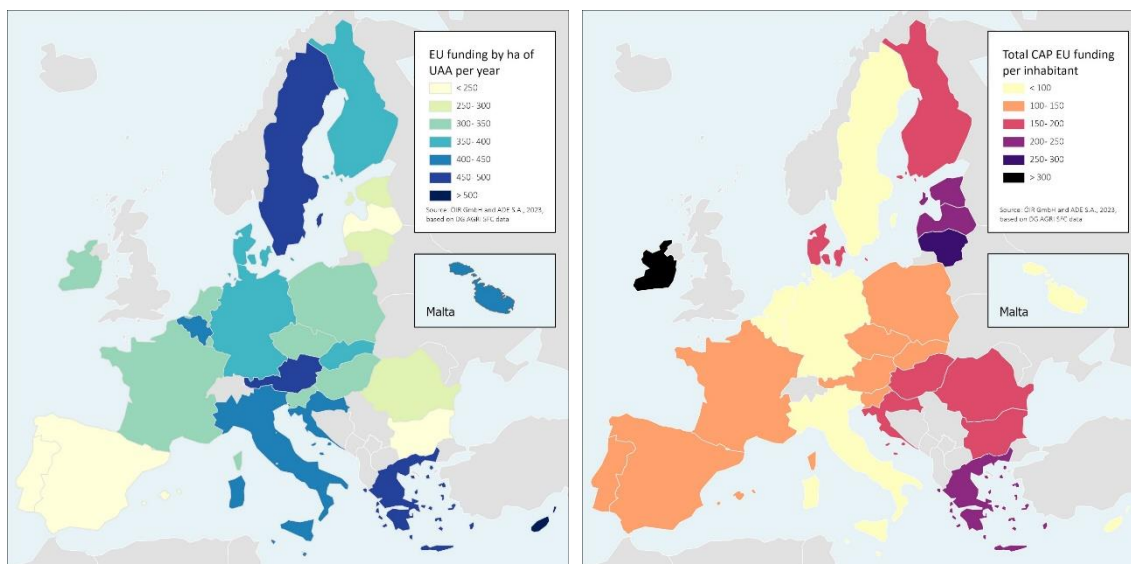 EU funding by ha of
UAA per year
< 250
250- 300
300- 350
350- 400
400- 450
450- 500
> 500
Source: ÖIR GmbH and ADE S.A., 2023,
based on DG AGRI SFC data
Malta
Total CAP EU funding
per inhabitant
< 100
100- 150
150- 200
200- 250
250- 300
> 300
Source: ÖIR GmbH and ADE S.A., 2023,
based on DG AGRI SFC data
Malta